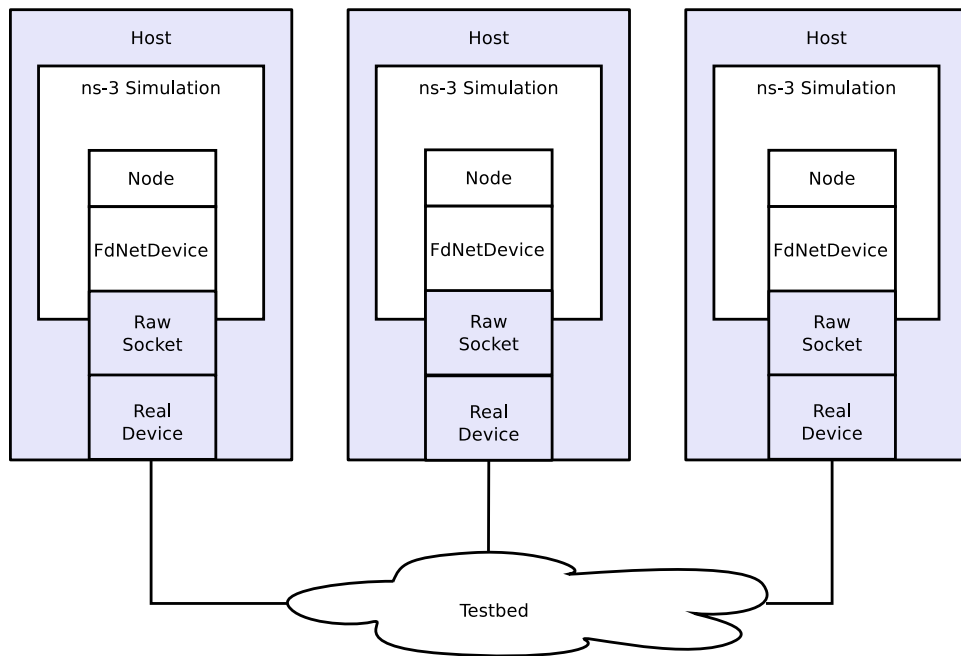 Host
ns-3 Simulation
Node
FdNetDevice
Raw
Socket
Real
Device
Host
ns-3 Simulation
Node
FdNetDevice
Raw
Socket
Real
Device
Host
ns-3 Simulation
Node
FdNetDevice
Raw
Socket
Real
Device
Testbed